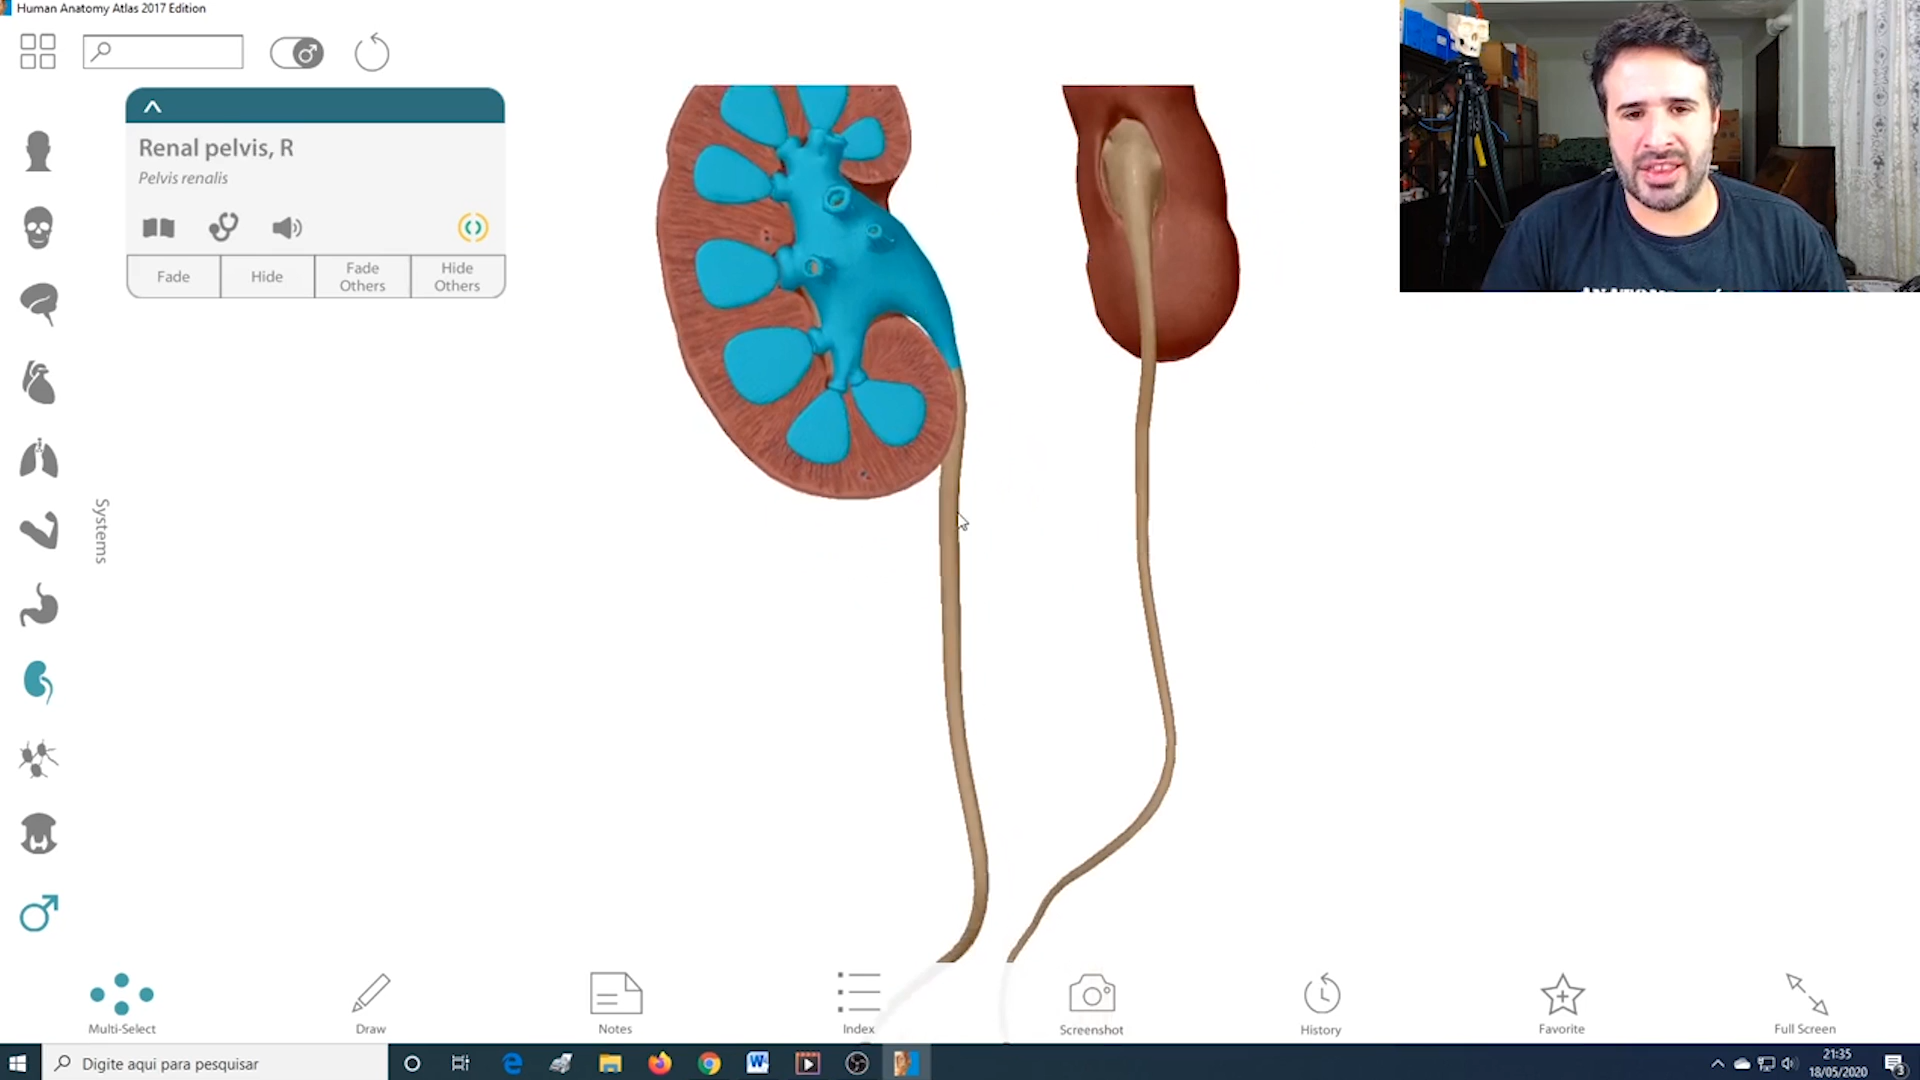 Human Anatomy Atlas 2017 Edition
Renal pelvis, R
Pelvis renalis
Fade
Hide
Fade Others
Hide Others
Systems
Multi-Select
Draw
Notes
Index
Screenshot
History
Favorite
Full Screen
Digite aqui para pesquisar
21:35
18/05/2020
3